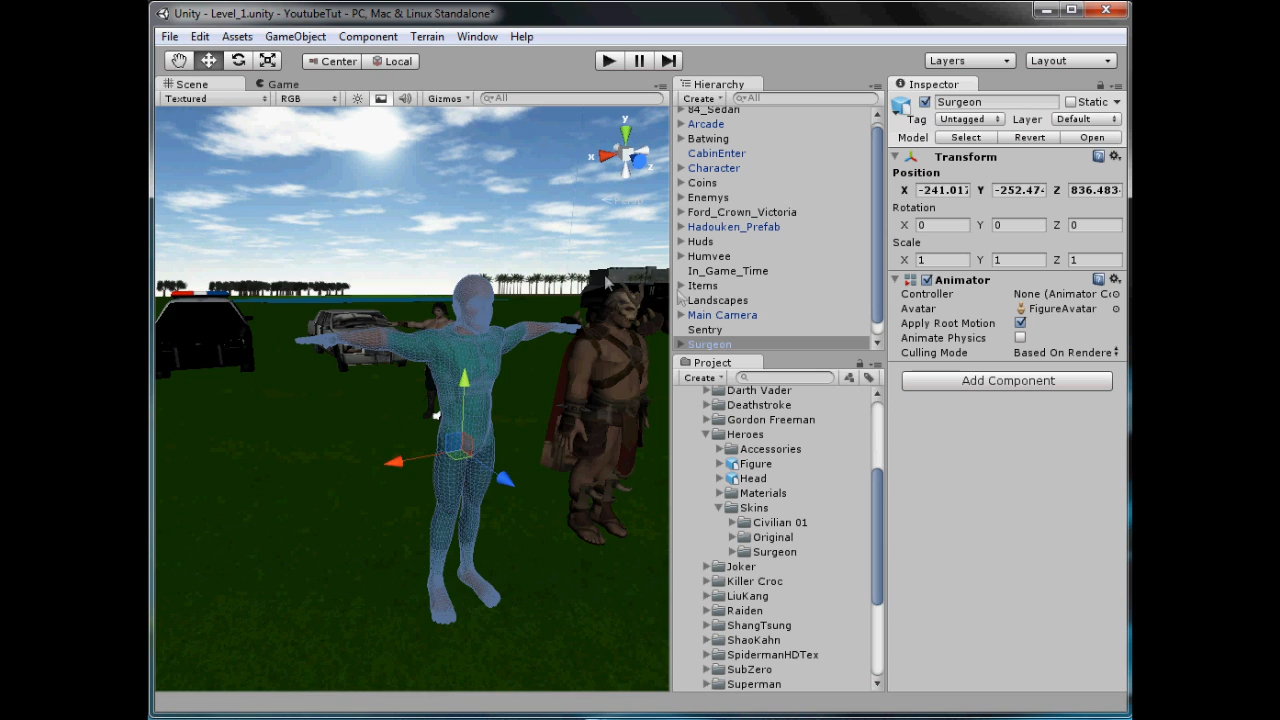 Unity - Level_1.unity - YoutubeTut - PC, Mac & Linux Standalone*
File Edit Assets GameObject Component Terrain Window Help
Center Local Layers Layout
Scene Game
Textured RGB Gizmos All
y
x
z
Hierarchy
Create All
84_Sedan
Arcade
Batwing
CabinEnter
Character
Coins
Enemys
Ford_Crown_Victoria
Hadouken_Prefab
Huds
Humvee
In_Game_Time
Items
Landscapes
Main Camera
Sentry
Surgeon
Project
Create
Darth Vader
Deathstroke
Gordon Freeman
Heroes
Accessories
Figure
Head
Materials
Skins
Civilian 01
Original
Surgeon
Joker
Killer Croc
LiuKang
Raiden
ShangTsung
ShaoKahn
SpidermanHDTex
SubZero
Superman
Inspector
Surgeon Static
Tag Untagged Layer Default
Model Select Revert Open
Transform
Position
X -241.017 Y -252.474 Z 836.483
Rotation
X 0 Y 0 Z 0
Scale
X 1 Y 1 Z 1
Animator
Controller None (Animator Co
Avatar FigureAvatar
Apply Root Motion
Animate Physics
Culling Mode Based On Rendere
Add Component